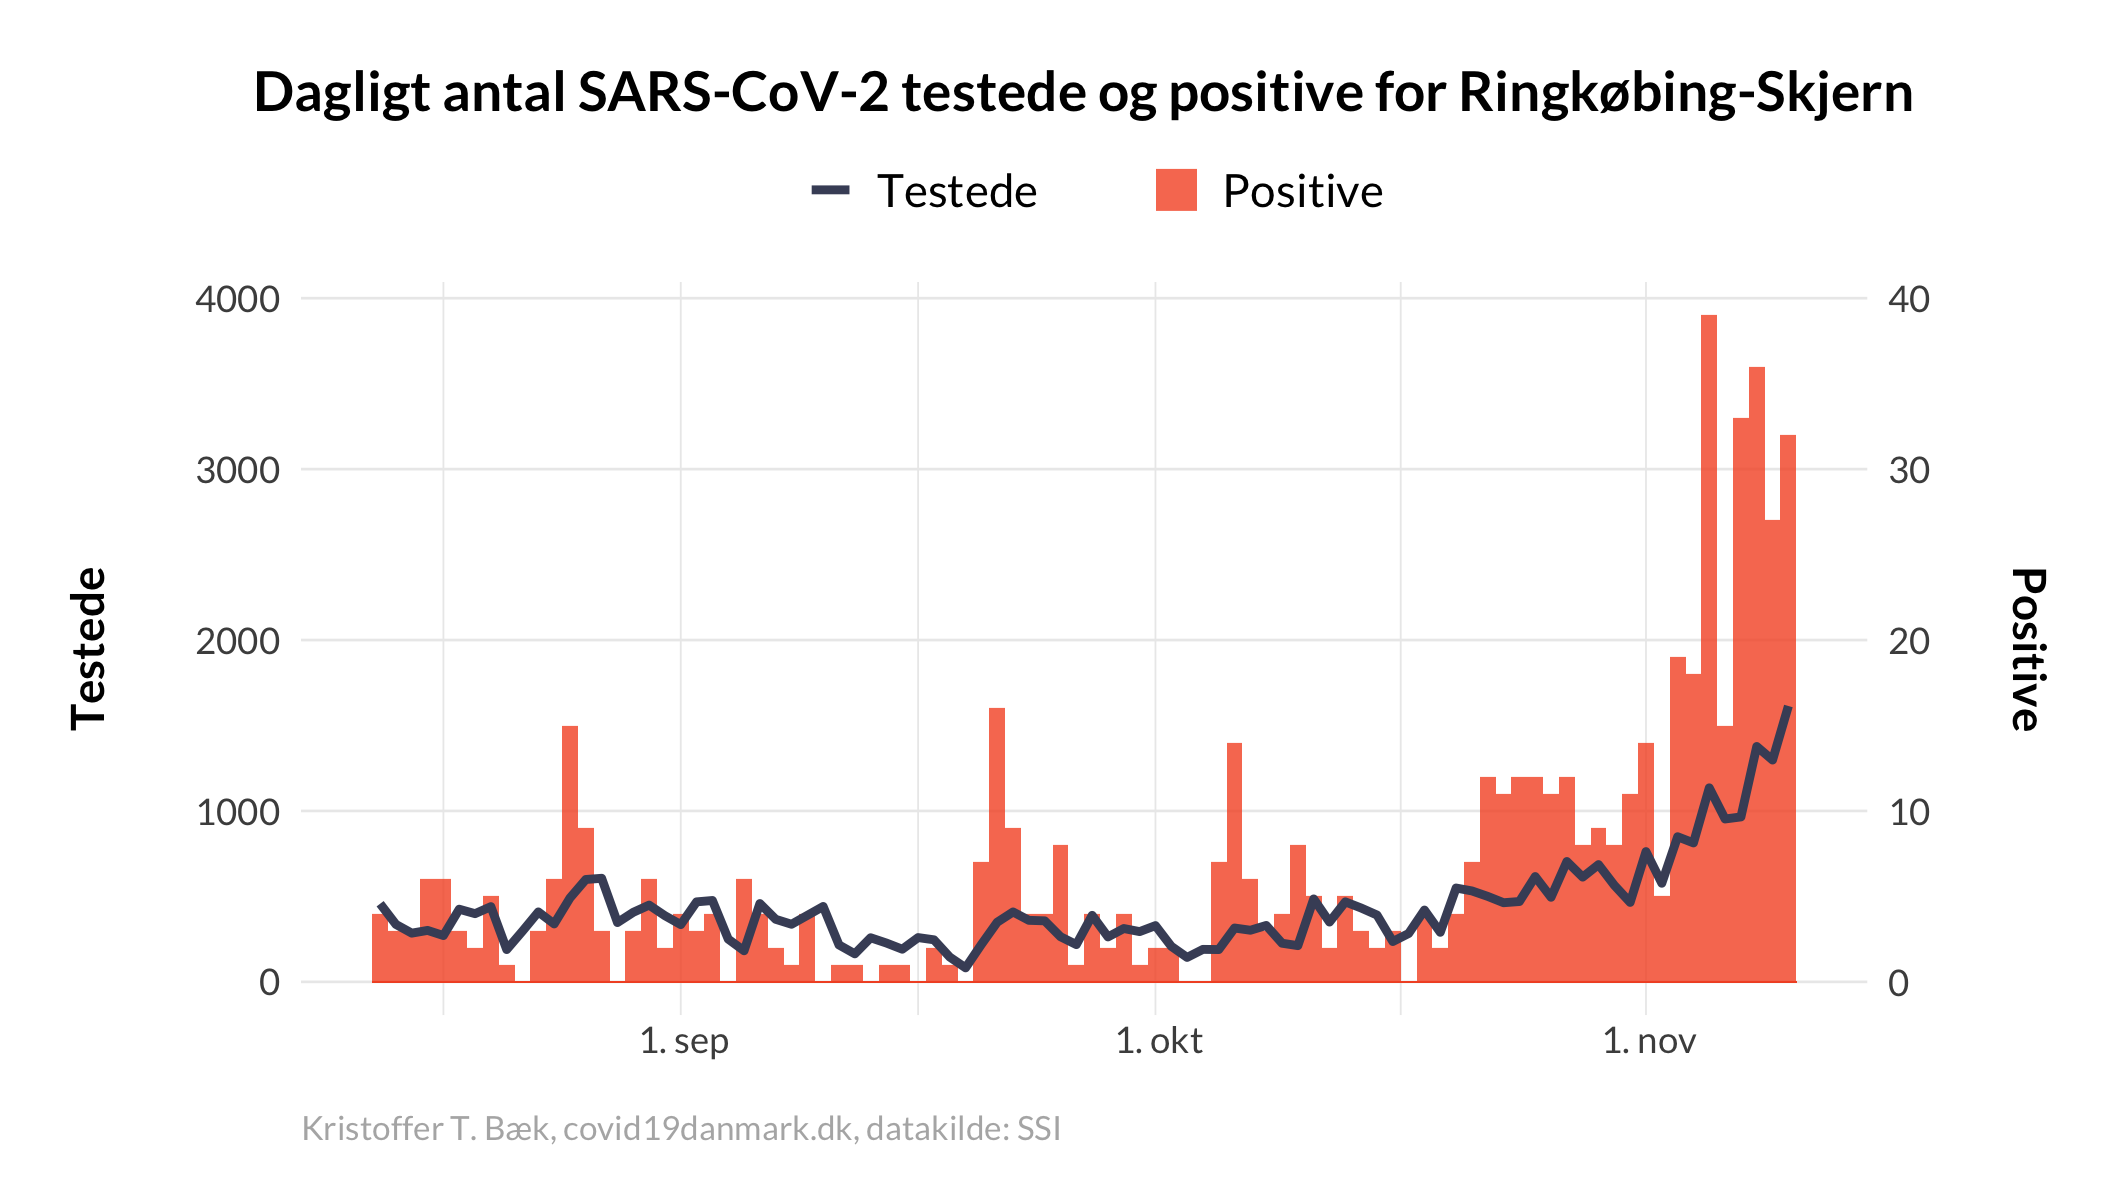 Dagligt antal SARS-CoV-2 testede og positive for Ringkøbing-Skjern
Testede
Positive
4000
3000
2000
1000
0
40
30
20
10
0
Testede
Positive
1. sep
1. okt
1. nov
Kristoffer T. Bæk, covid19danmark.dk, datakilde: SSI